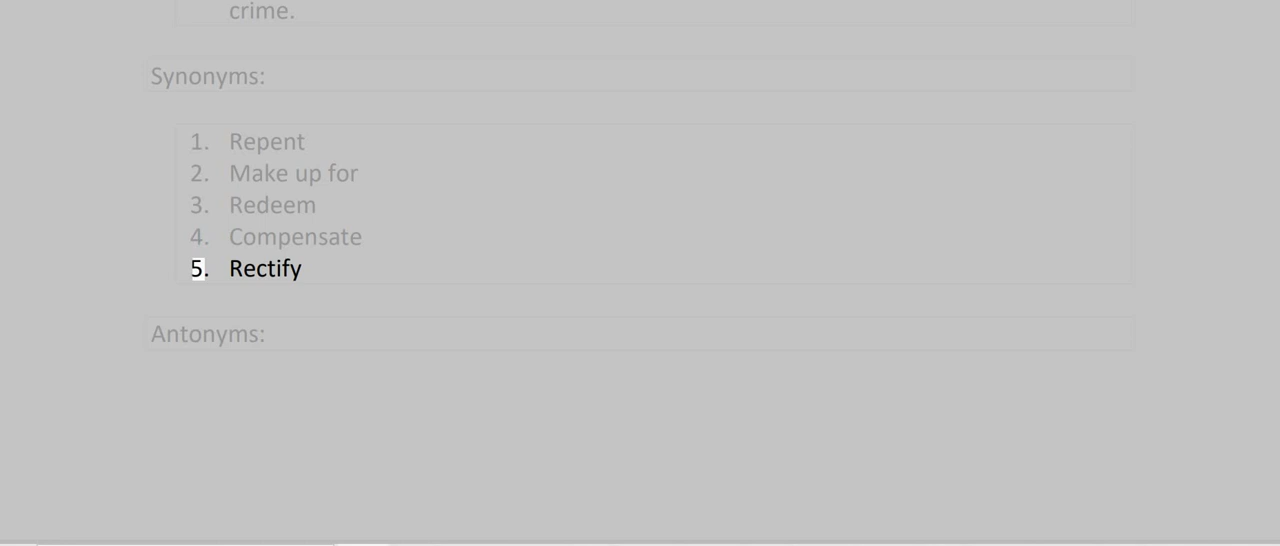 crime.
Synonyms:
1. Repent
2. Make up for
3. Redeem
4. Compensate
5. Rectify
Antonyms: